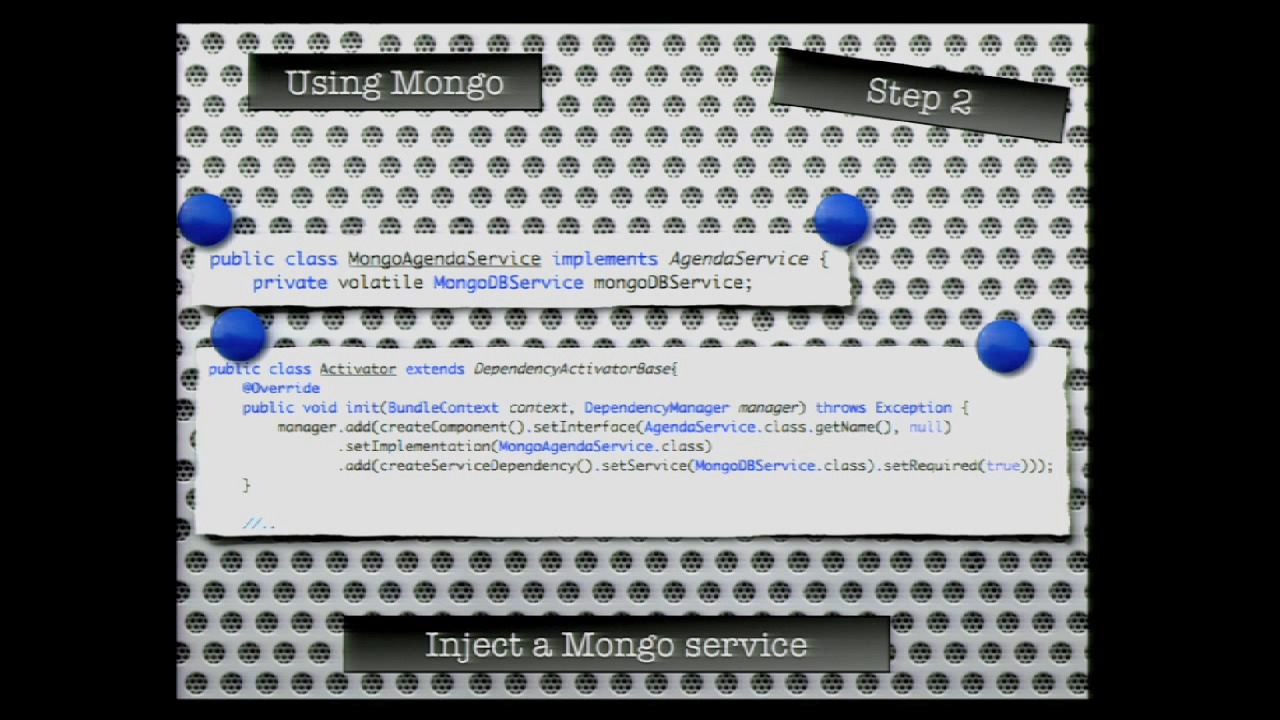 Using Mongo
Step 2
public class MongoAgendaService implements AgendaService {
private volatile MongoDBService mongoDBService;
public class Activator extends DependencyActivatorBase{
@Override
public void init(BundleContext context, DependencyManager manager) throws Exception {
manager.add(createComponent().setInterface(AgendaService.class.getName(), null)
.setImplementation(MongoAgendaService.class)
.add(createServiceDependency().setService(MongoDBService.class).setRequired(true)));
}
//..
Inject a Mongo service